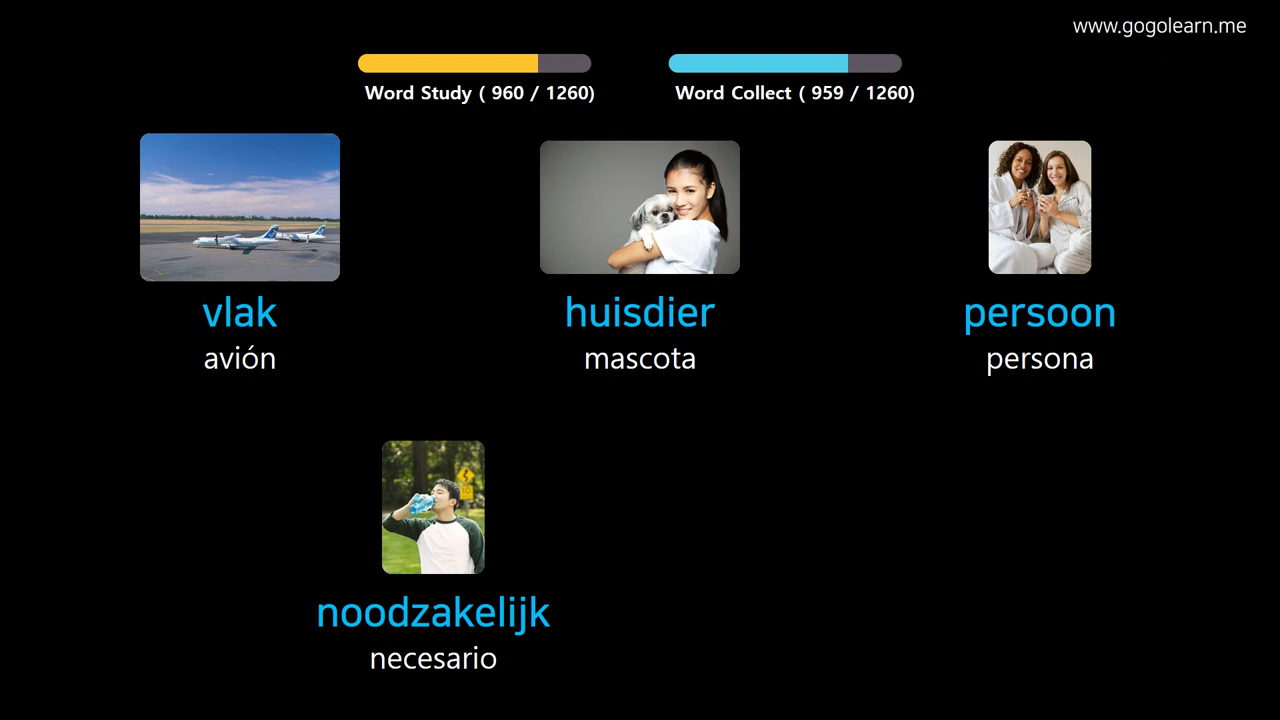 www.gogolearn.me
Word Study ( 960 / 1260)
Word Collect ( 959 / 1260)
vlak
avión
huisdier
mascota
persoon
persona
noodzakelijk
necesario